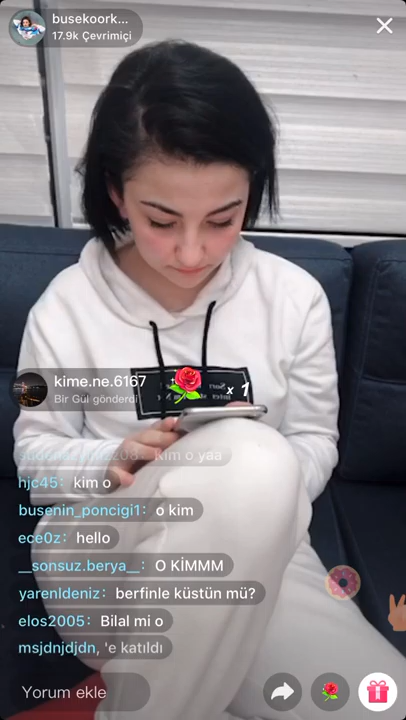 busekoork...
17.9k Çevrimiçi
kime.ne.6167
Bir Gül gönderdi
x 1
Kim o yaa
hjc45: kim o
busenin_poncigi1: o kim
ece0z: hello
__sonsuz.berya__: O KİMMM
yarenldeniz: berfinle küstün mü?
elos2005: Bilal mi o
msjdnjdjdn, 'e katıldı
Yorum ekle